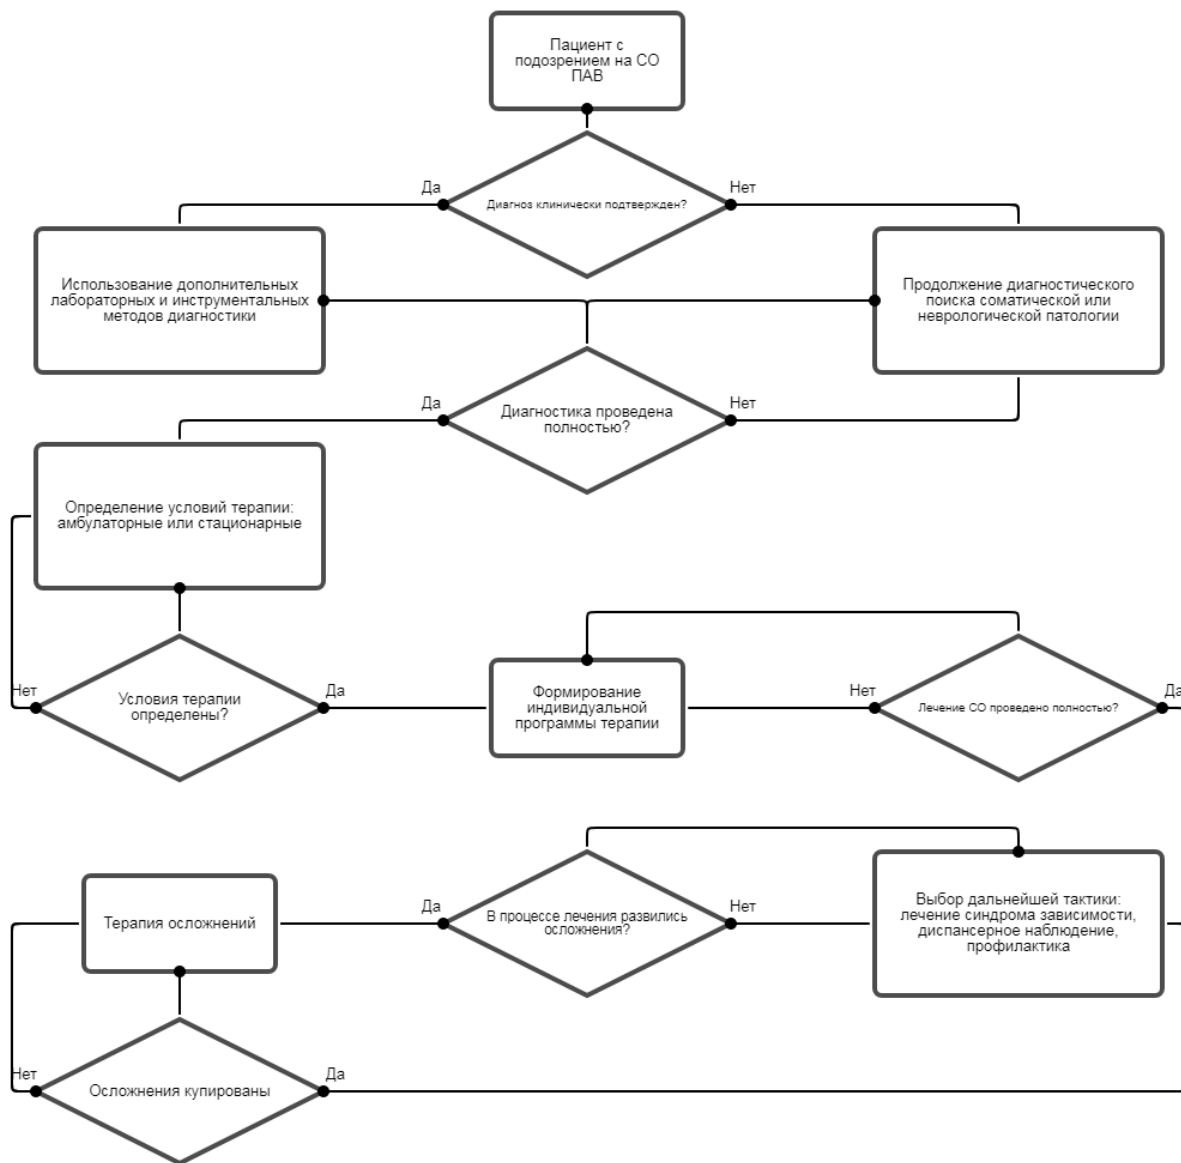 Пациент с
подозрением на СО
ПАВ
Да
Нет
Диагноз клинически подтвержден?
Использование дополнительных
лабораторных и инструментальных
методов диагностики
Продолжение диагностического
поиска соматической или
неврологической патологии
Да
Нет
Диагностика проведена
полностью?
Определение условий терапии:
амбулаторные или стационарные
Нет
Да
Условия терапии
определены?
Формирование
индивидуальной
программы терапии
Нет
Да
Лечение СО проведено полностью?
Терапия осложнений
Да
Нет
В процессе лечения развились
осложнения?
Выбор дальнейшей тактики:
лечение синдрома зависимости,
диспансерное наблюдение,
профилактика
Нет
Да
Осложнения купированы